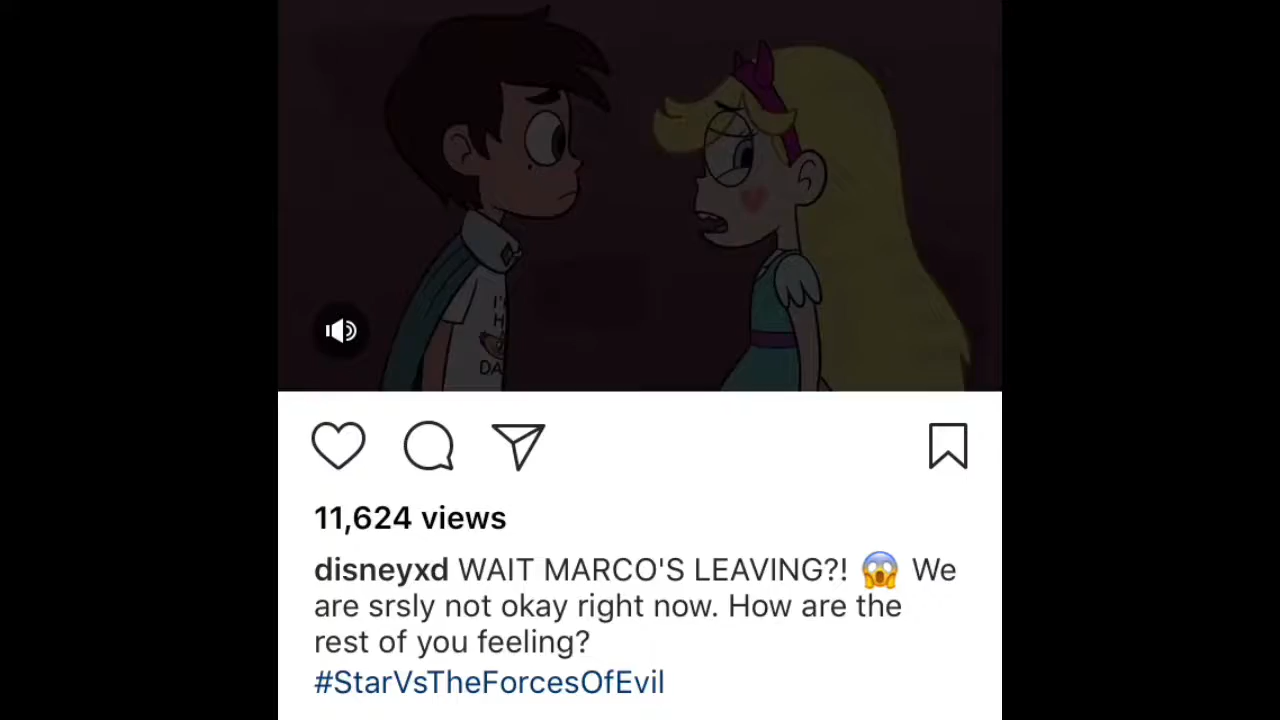 I'
H
DA
11,624 views
disneyxd WAIT MARCO'S LEAVING?! 😱 We
are srsly not okay right now. How are the
rest of you feeling?
#StarVsTheForcesOfEvil